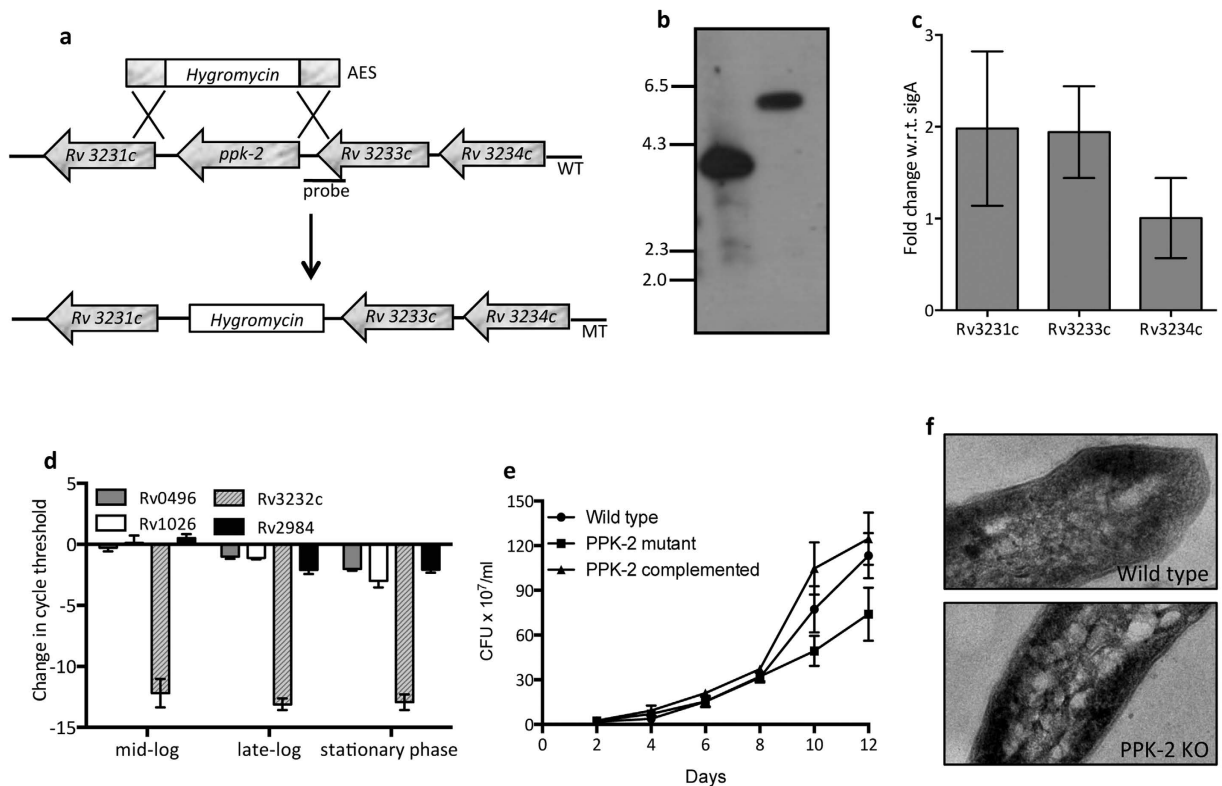 a
Hygromycin
AES
Rv 3231c
ppk-2
Rv 3233c
Rv 3234c
WT
probe
Rv 3231c
Hygromycin
Rv 3233c
Rv 3234c
MT
b
6.5
4.3
2.3
2.0
c
Fold change w.r.t. sigA
3
2
1
0
Rv3231c
Rv3233c
Rv3234c
d
Change in cycle threshold
5
0
-5
-10
-15
Rv0496
Rv3232c
Rv1026
Rv2984
mid-log
late-log
stationary phase
e
CFU x 10⁷/ml
150
120
90
60
30
0
Wild type
PPK-2 mutant
PPK-2 complemented
0
2
4
6
8
10
12
Days
f
Wild type
PPK-2 KO